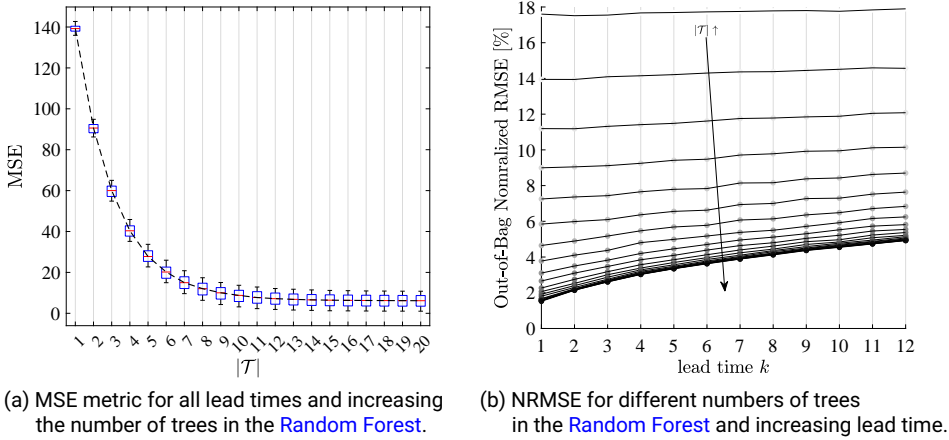 140
120
100
80
60
40
20
0
MSE
1 2 3 4 5 6 7 8 9 10 11 12 13 14 15 16 17 18 19 20
|𝒯|
(a) MSE metric for all lead times and increasing
the number of trees in the Random Forest.
18
16
14
12
10
8
6
4
2
0
Out-of-Bag Nomralized RMSE [%]
|𝒯| ↑
1 2 3 4 5 6 7 8 9 10 11 12
lead time k
(b) NRMSE for different numbers of trees
in the Random Forest and increasing lead time.